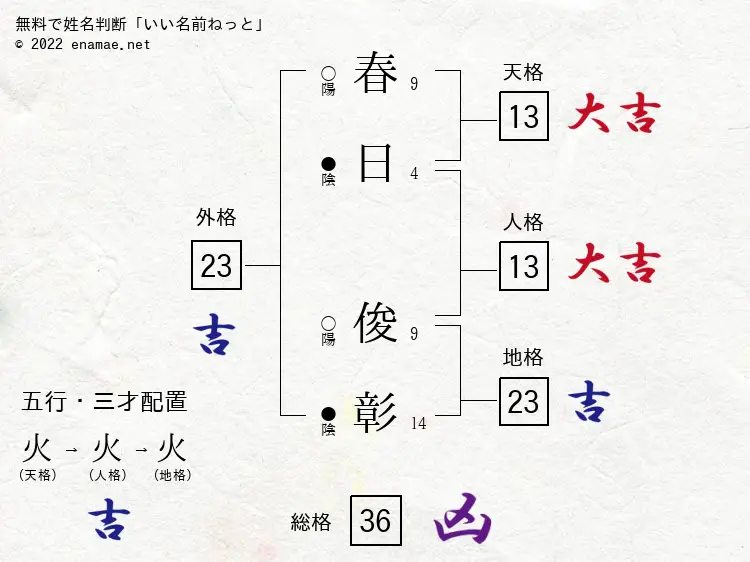 無料で姓名判断「いい名前ねっと」
© 2022 enamae.net
○陽 春 9
●陰 日 4
○陽 俊 9
●陰 彰 14
天格
13 大吉
人格
13 大吉
地格
23 吉
外格
23
吉
五行・三才配置
火 → 火 → 火
(天格) (人格) (地格)
吉
総格 36 凶